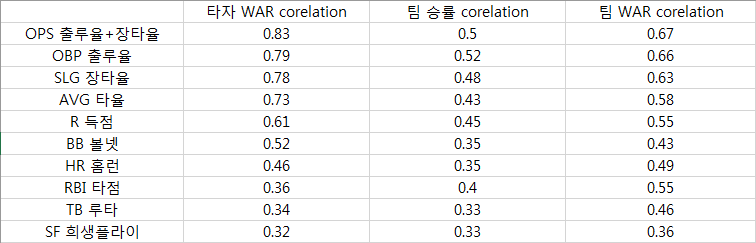 타자 WAR corelation 팀 승률 corelation 팀 WAR corelation
OPS 출루율+장타율 0.83 0.5 0.67
OBP 출루율 0.79 0.52 0.66
SLG 장타율 0.78 0.48 0.63
AVG 타율 0.73 0.43 0.58
R 득점 0.61 0.45 0.55
BB 볼넷 0.52 0.35 0.43
HR 홈런 0.46 0.35 0.49
RBI 타점 0.36 0.4 0.55
TB 루타 0.34 0.33 0.46
SF 희생플라이 0.32 0.33 0.36